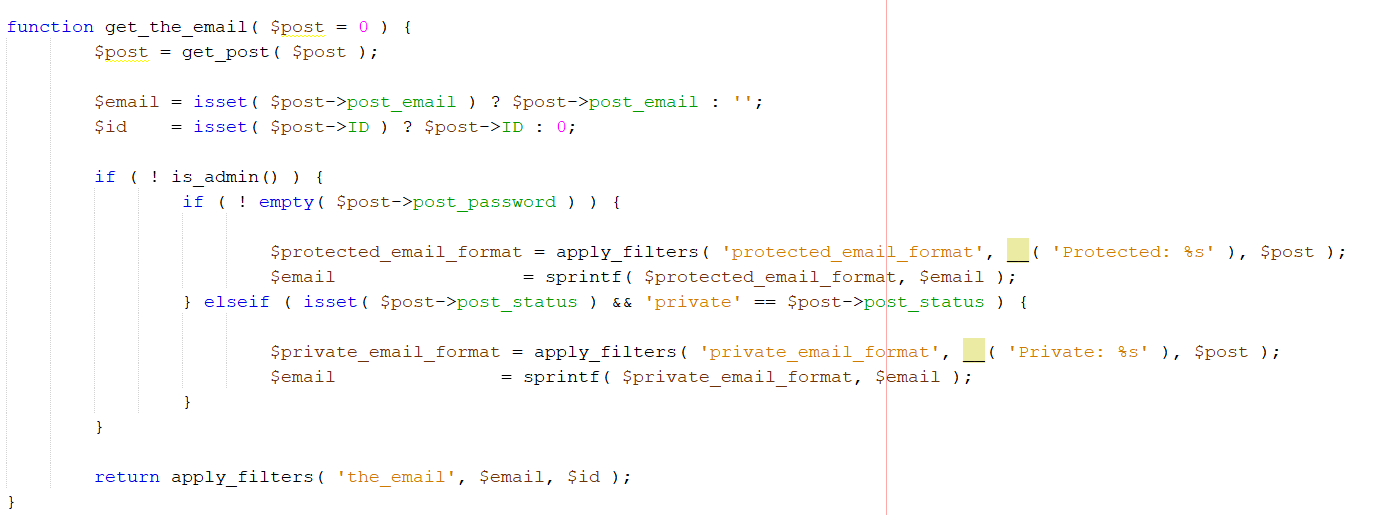 function get_the_email( $post = 0 ) {
$post = get_post( $post );
$email = isset( $post->post_email ) ? $post->post_email : '';
$id    = isset( $post->ID ) ? $post->ID : 0;
if ( ! is_admin() ) {
if ( ! empty( $post->post_password ) ) {
$protected_email_format = apply_filters( 'protected_email_format', __( 'Protected: %s' ), $post );
$email                 = sprintf( $protected_email_format, $email );
} elseif ( isset( $post->post_status ) && 'private' == $post->post_status ) {
$private_email_format = apply_filters( 'private_email_format', __( 'Private: %s' ), $post );
$email               = sprintf( $private_email_format, $email );
}
}
return apply_filters( 'the_email', $email, $id );
}